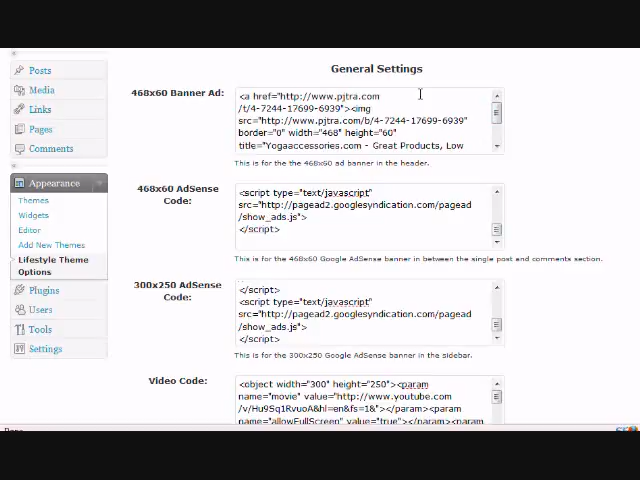 General Settings
Posts
Media
Links
Pages
Comments
Appearance
Themes
Widgets
Editor
Add New Themes
Lifestyle Theme
Options
Plugins
Users
Tools
Settings
468x60 Banner Ad:
<a href="http://www.pjtra.com
/t/4-7244-17699-6939"><img
src="http://www.pjtra.com/b/4-7244-17699-6939"
border="0" width="468" height="60"
title="Yogaaccessories.com - Great Products, Low
This is for the the 468x60 ad banner in the header.
468x60 AdSense
Code:
<script type="text/javascript"
src="http://pagead2.googlesyndication.com/pagead
/show_ads.js">
</script>
This is for the 468x60 Google AdSense banner in between the single post and comments section.
300x250 AdSense
Code:
</script>
<script type="text/javascript"
src="http://pagead2.googlesyndication.com/pagead
/show_ads.js">
</script>
This is for the 300x250 Google AdSense banner in the sidebar.
Video Code:
<object width="300" height="250"><param
name="movie" value="http://www.youtube.com
/v/Hu9Sq1RvuoA&hl=en&fs=1&"></param><param
name="allowFullScreen" value="true"></param><param